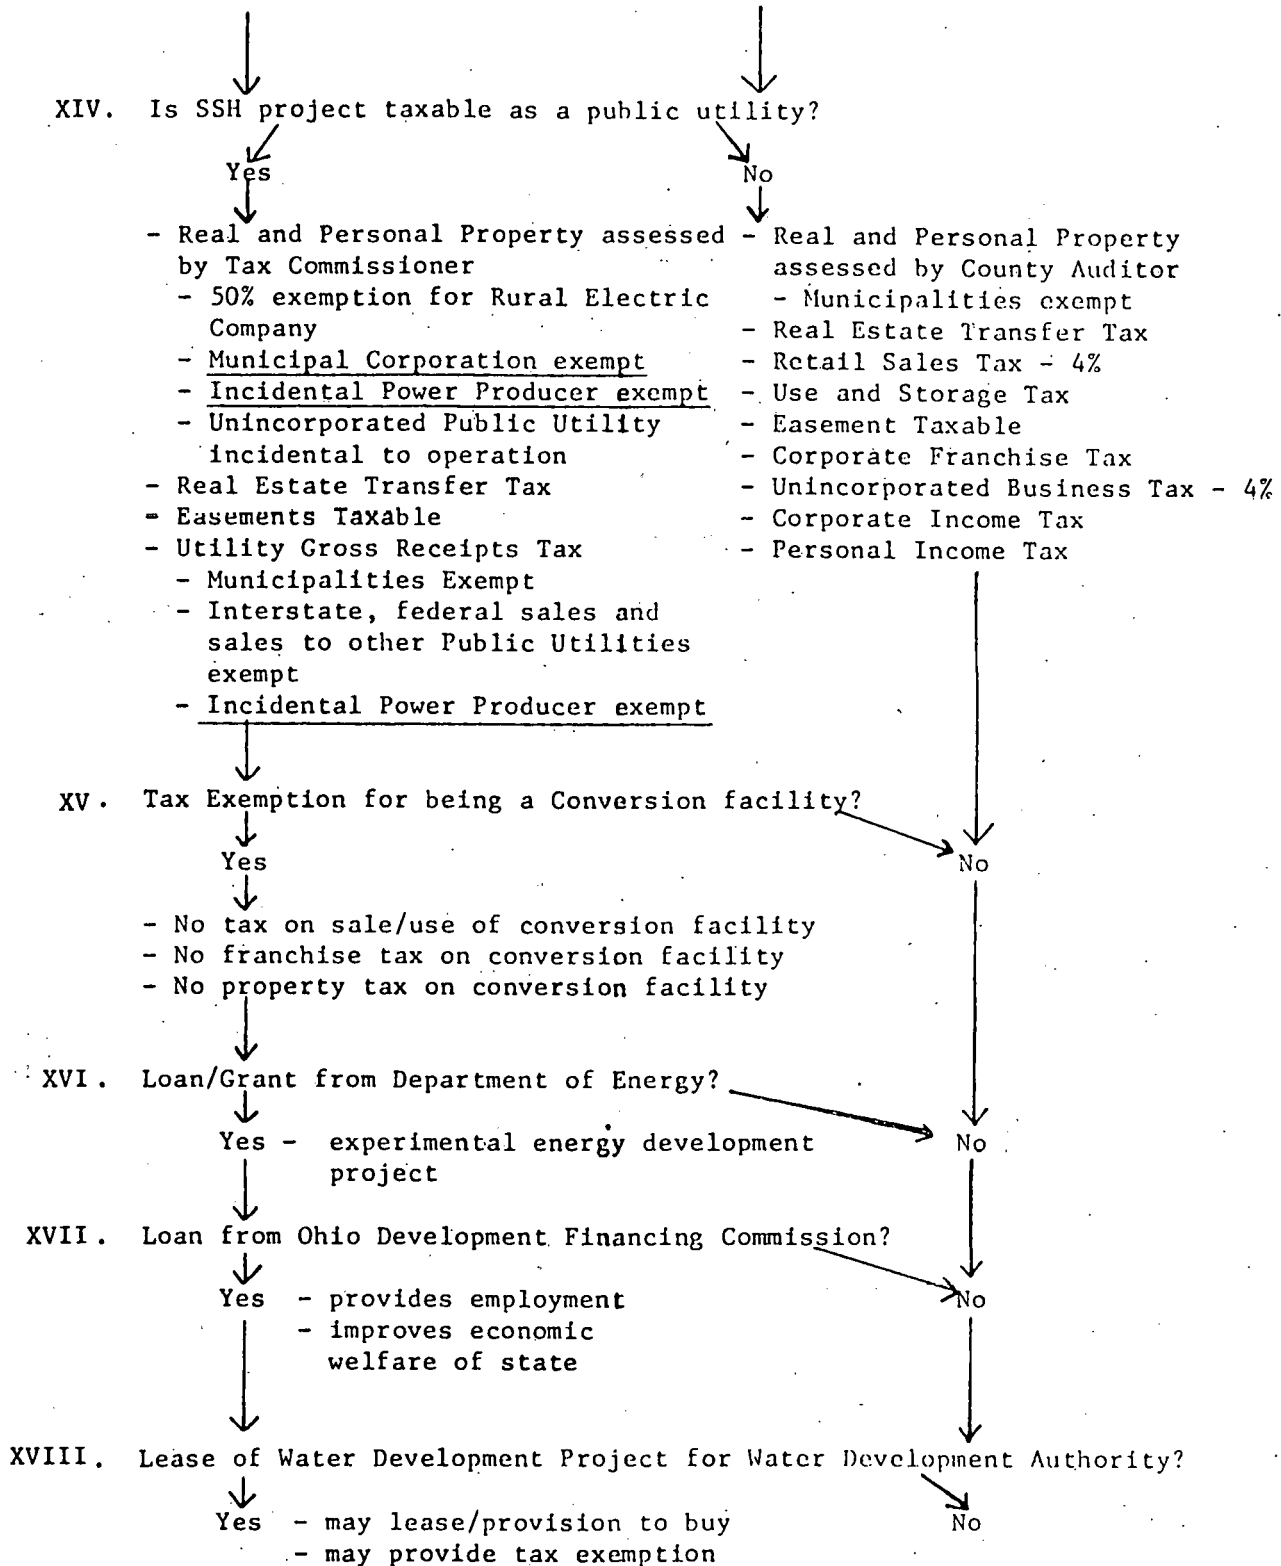 XIV. Is SSH project taxable as a public utility?
Yes
No
- Real and Personal Property assessed
by Tax Commissioner
- 50% exemption for Rural Electric
Company
- Municipal Corporation exempt
- Incidental Power Producer exempt
- Unincorporated Public Utility
incidental to operation
- Real Estate Transfer Tax
- Easements Taxable
- Utility Gross Receipts Tax
- Municipalities Exempt
- Interstate, federal sales and
sales to other Public Utilities
exempt
- Incidental Power Producer exempt
- Real and Personal Property
assessed by County Auditor
- Municipalities exempt
- Real Estate Transfer Tax
- Retail Sales Tax - 4%
- Use and Storage Tax
- Easement Taxable
- Corporate Franchise Tax
- Unincorporated Business Tax - 4%
- Corporate Income Tax
- Personal Income Tax
XV. Tax Exemption for being a Conversion facility?
Yes
No
- No tax on sale/use of conversion facility
- No franchise tax on conversion facility
- No property tax on conversion facility
XVI. Loan/Grant from Department of Energy?
Yes - experimental energy development
project
No
XVII. Loan from Ohio Development Financing Commission?
Yes - provides employment
- improves economic
welfare of state
No
XVIII. Lease of Water Development Project for Water Development Authority?
Yes - may lease/provision to buy
- may provide tax exemption
No